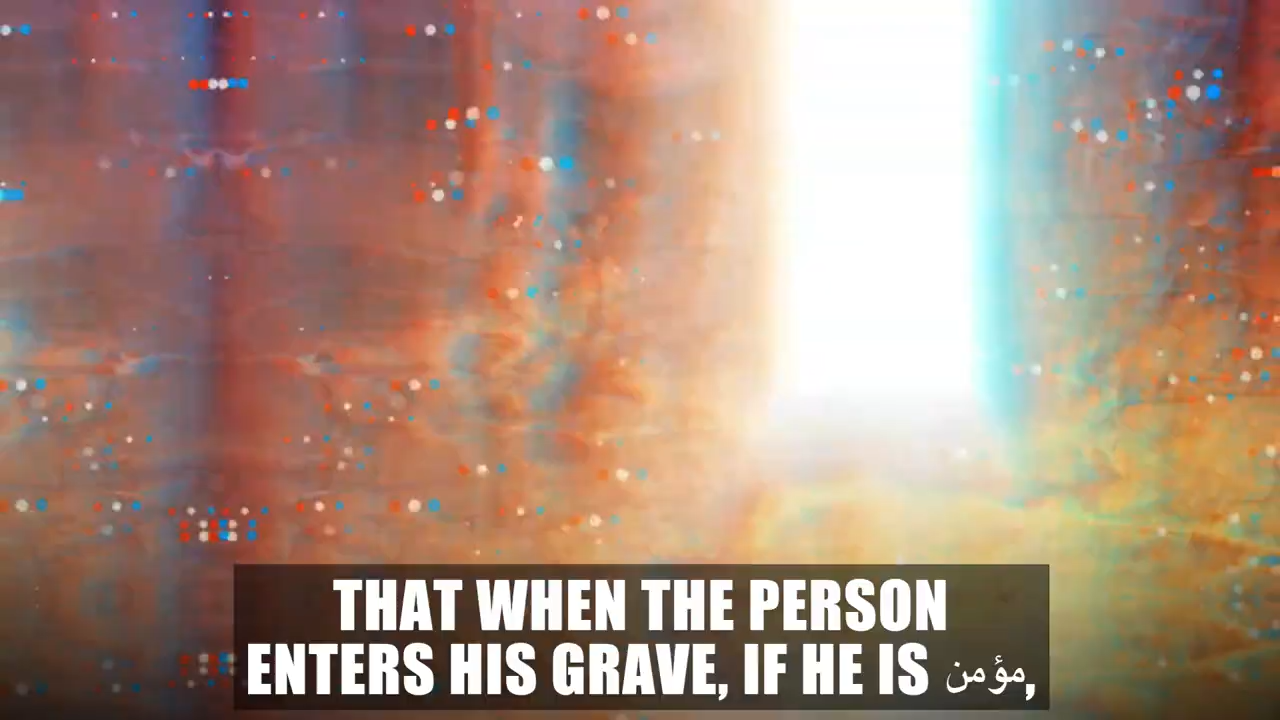 THAT WHEN THE PERSON
ENTERS HIS GRAVE, IF HE IS مؤمن,